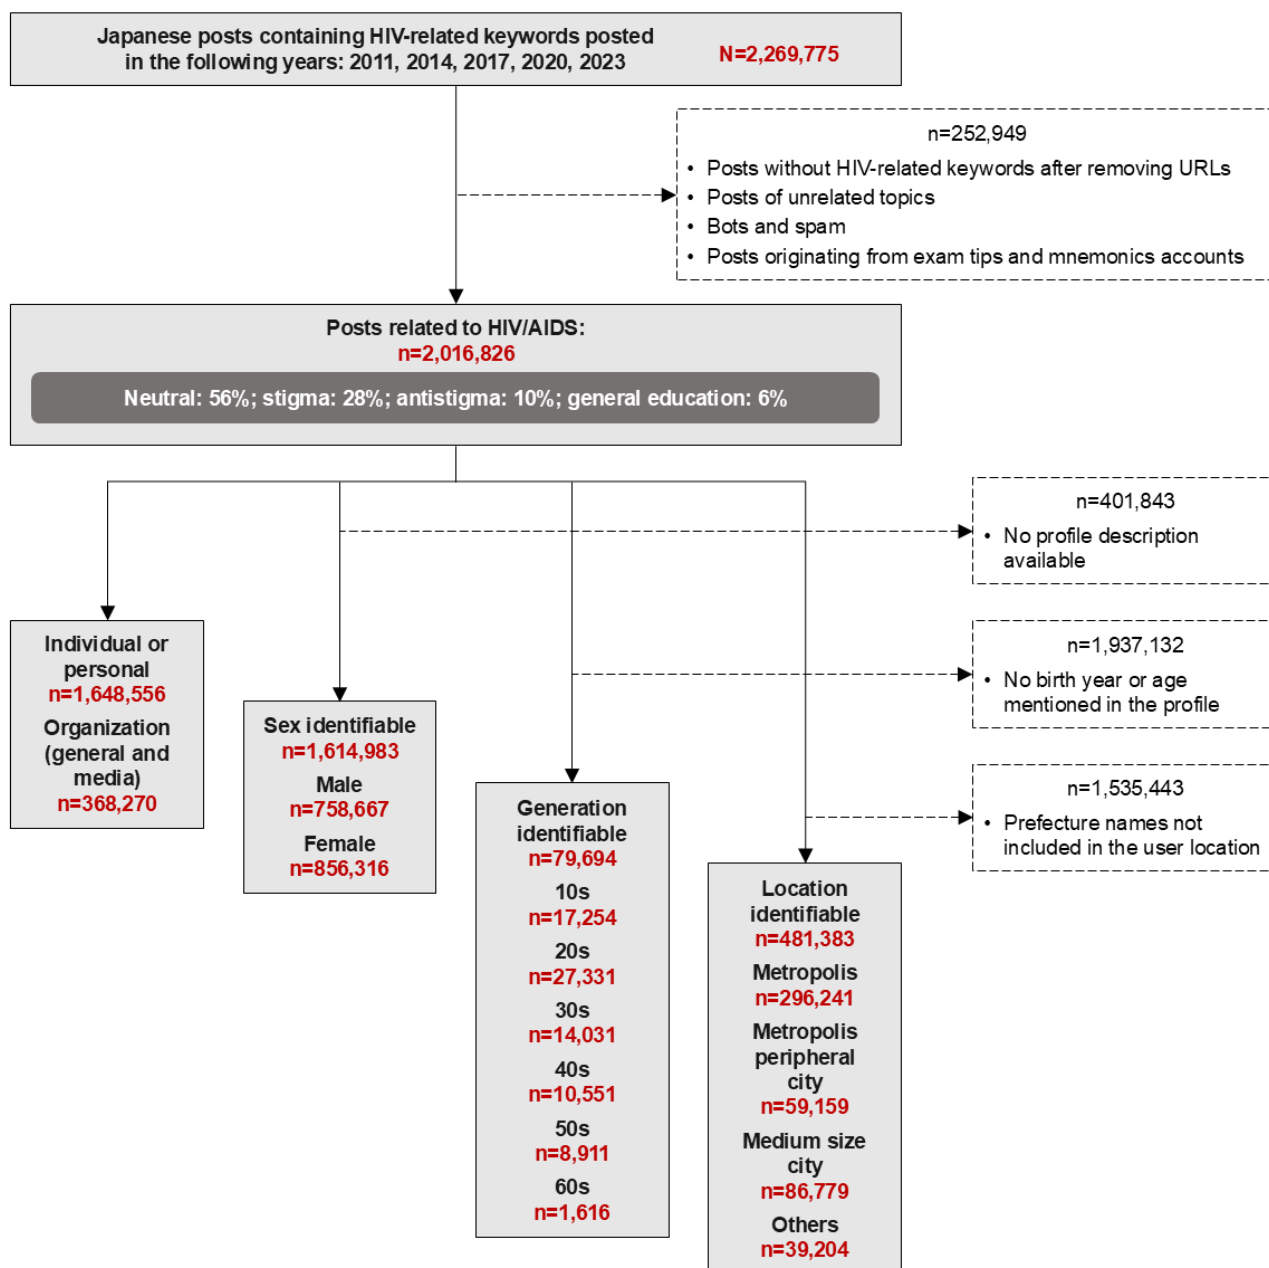 Japanese posts containing HIV-related keywords posted
in the following years: 2011, 2014, 2017, 2020, 2023
N=2,269,775
n=252,949
• Posts without HIV-related keywords after removing URLs
• Posts of unrelated topics
• Bots and spam
• Posts originating from exam tips and mnemonics accounts
Posts related to HIV/AIDS:
n=2,016,826
Neutral: 56%; stigma: 28%; antistigma: 10%; general education: 6%
n=401,843
• No profile description
available
n=1,937,132
• No birth year or age
mentioned in the profile
n=1,535,443
• Prefecture names not
included in the user location
Individual or
personal
n=1,648,556
Organization
(general and
media)
n=368,270
Sex identifiable
n=1,614,983
Male
n=758,667
Female
n=856,316
Generation
identifiable
n=79,694
10s
n=17,254
20s
n=27,331
30s
n=14,031
40s
n=10,551
50s
n=8,911
60s
n=1,616
Location
identifiable
n=481,383
Metropolis
n=296,241
Metropolis
peripheral
city
n=59,159
Medium size
city
n=86,779
Others
n=39,204